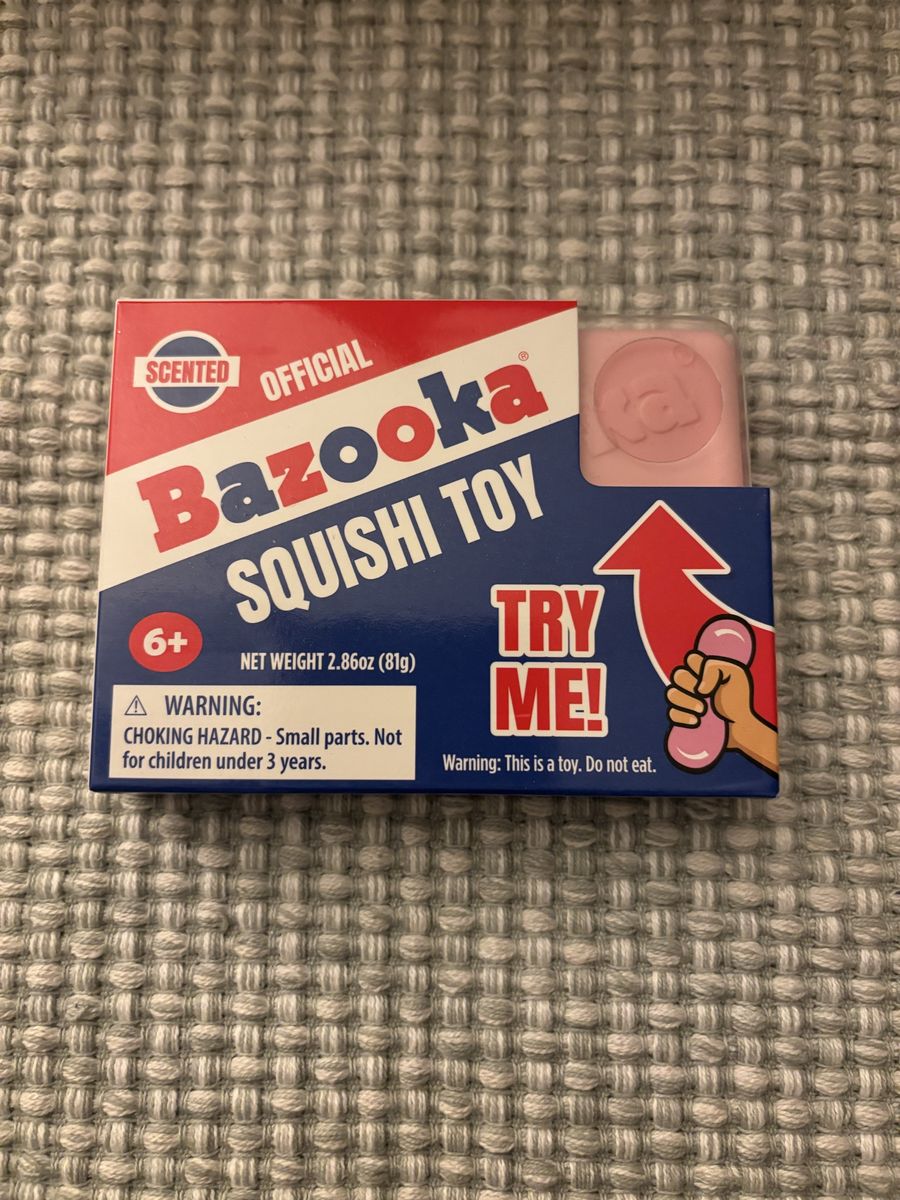 SCENTED
OFFICIAL
Bazooka®
SQUISHI TOY
6+
NET WEIGHT 2.86oz (81g)
⚠ WARNING:
CHOKING HAZARD - Small parts. Not
for children under 3 years.
TRY
ME!
Warning: This is a toy. Do not eat.
ka